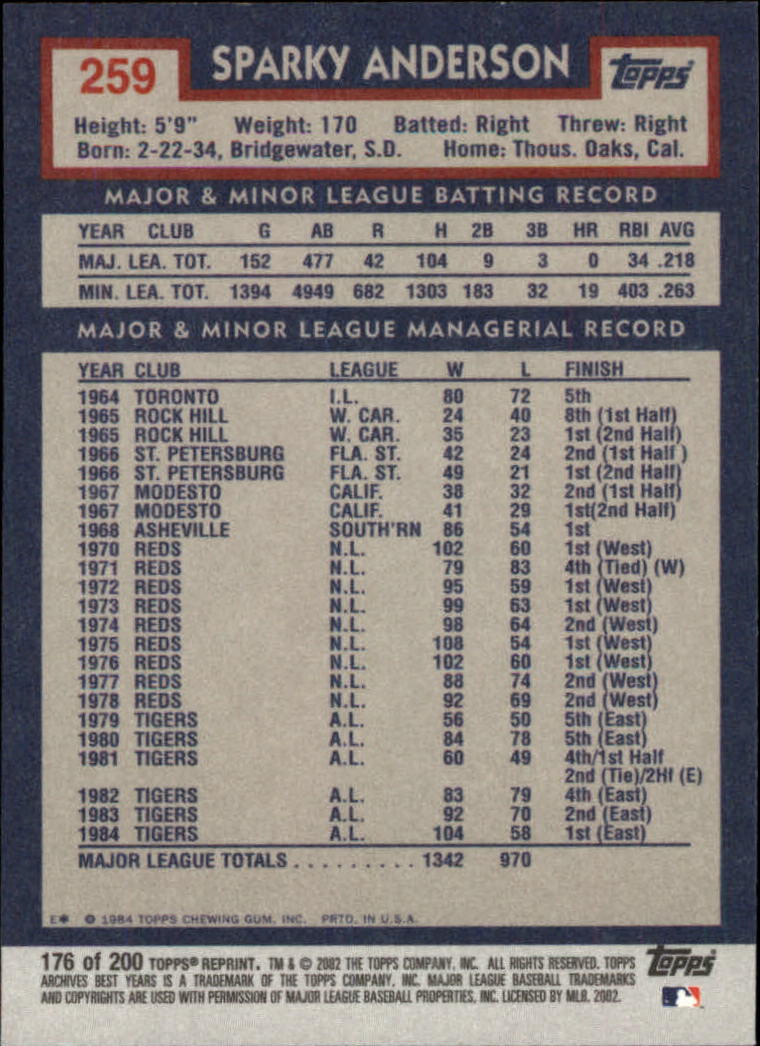 259 SPARKY ANDERSON topps
Height: 5'9" Weight: 170 Batted: Right Threw: Right
Born: 2-22-34, Bridgewater, S.D. Home: Thous. Oaks, Cal.
MAJOR & MINOR LEAGUE BATTING RECORD
YEAR CLUB G AB R H 2B 3B HR RBI AVG
MAJ. LEA. TOT. 152 477 42 104 9 3 0 34 .218
MIN. LEA. TOT. 1394 4949 682 1303 183 32 19 403 .263
MAJOR & MINOR LEAGUE MANAGERIAL RECORD
YEAR CLUB LEAGUE W L FINISH
1964 TORONTO I.L. 80 72 5th
1965 ROCK HILL W. CAR. 24 40 8th (1st Half)
1965 ROCK HILL W. CAR. 35 23 1st (2nd Half)
1966 ST. PETERSBURG FLA. ST. 42 24 2nd (1st Half )
1966 ST. PETERSBURG FLA. ST. 49 21 1st (2nd Half)
1967 MODESTO CALIF. 38 32 2nd (1st Half)
1967 MODESTO CALIF. 41 29 1st(2nd Half)
1968 ASHEVILLE SOUTH'RN 86 54 1st
1970 REDS N.L. 102 60 1st (West)
1971 REDS N.L. 79 83 4th (Tied) (W)
1972 REDS N.L. 95 59 1st (West)
1973 REDS N.L. 99 63 1st (West)
1974 REDS N.L. 98 64 2nd (West)
1975 REDS N.L. 108 54 1st (West)
1976 REDS N.L. 102 60 1st (West)
1977 REDS N.L. 88 74 2nd (West)
1978 REDS N.L. 92 69 2nd (West)
1979 TIGERS A.L. 56 50 5th (East)
1980 TIGERS A.L. 84 78 5th (East)
1981 TIGERS A.L. 60 49 4th/1st Half
2nd (Tie)/2Hf (E)
1982 TIGERS A.L. 83 79 4th (East)
1983 TIGERS A.L. 92 70 2nd (East)
1984 TIGERS A.L. 104 58 1st (East)
MAJOR LEAGUE TOTALS . . . . . . . . . 1342 970
E* © 1984 TOPPS CHEWING GUM, INC. PRTD. IN U.S.A.
176 of 200 TOPPS® REPRINT. TM & © 2002 THE TOPPS COMPANY, INC. ALL RIGHTS RESERVED. TOPPS
ARCHIVES BEST YEARS IS A TRADEMARK OF THE TOPPS COMPANY, INC. MAJOR LEAGUE BASEBALL TRADEMARKS
AND COPYRIGHTS ARE USED WITH PERMISSION OF MAJOR LEAGUE BASEBALL PROPERTIES, INC. LICENSED BY MLB, 2002.
Topps